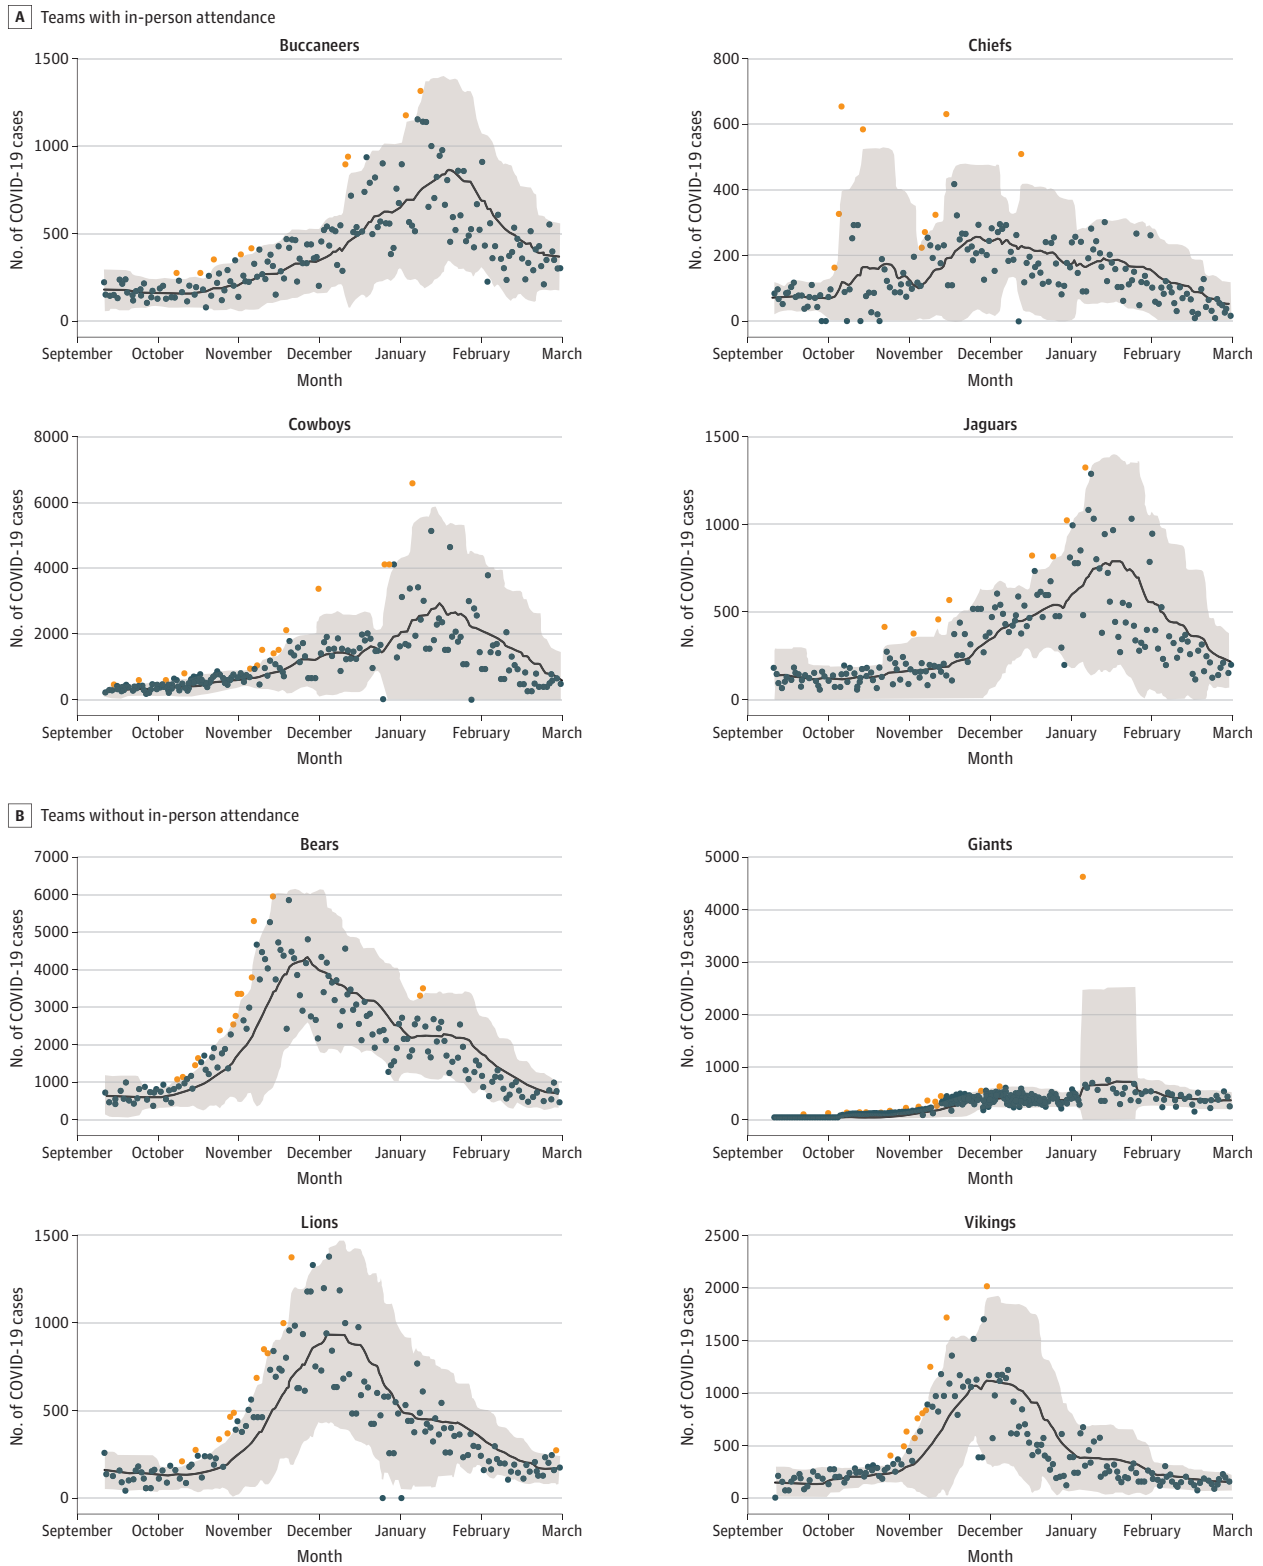 A Teams with in-person attendance
Buccaneers
No. of COVID-19 cases
1500
1000
500
0
September October November December January February March
Month
Chiefs
No. of COVID-19 cases
800
600
400
200
0
September October November December January February March
Month
Cowboys
No. of COVID-19 cases
8000
6000
4000
2000
0
September October November December January February March
Month
Jaguars
No. of COVID-19 cases
1500
1000
500
0
September October November December January February March
Month
B Teams without in-person attendance
Bears
No. of COVID-19 cases
7000
6000
5000
4000
3000
2000
1000
0
September October November December January February March
Month
Giants
No. of COVID-19 cases
5000
4000
3000
2000
1000
0
September October November December January February March
Month
Lions
No. of COVID-19 cases
1500
1000
500
0
September October November December January February March
Month
Vikings
No. of COVID-19 cases
2500
2000
1500
1000
500
0
September October November December January February March
Month